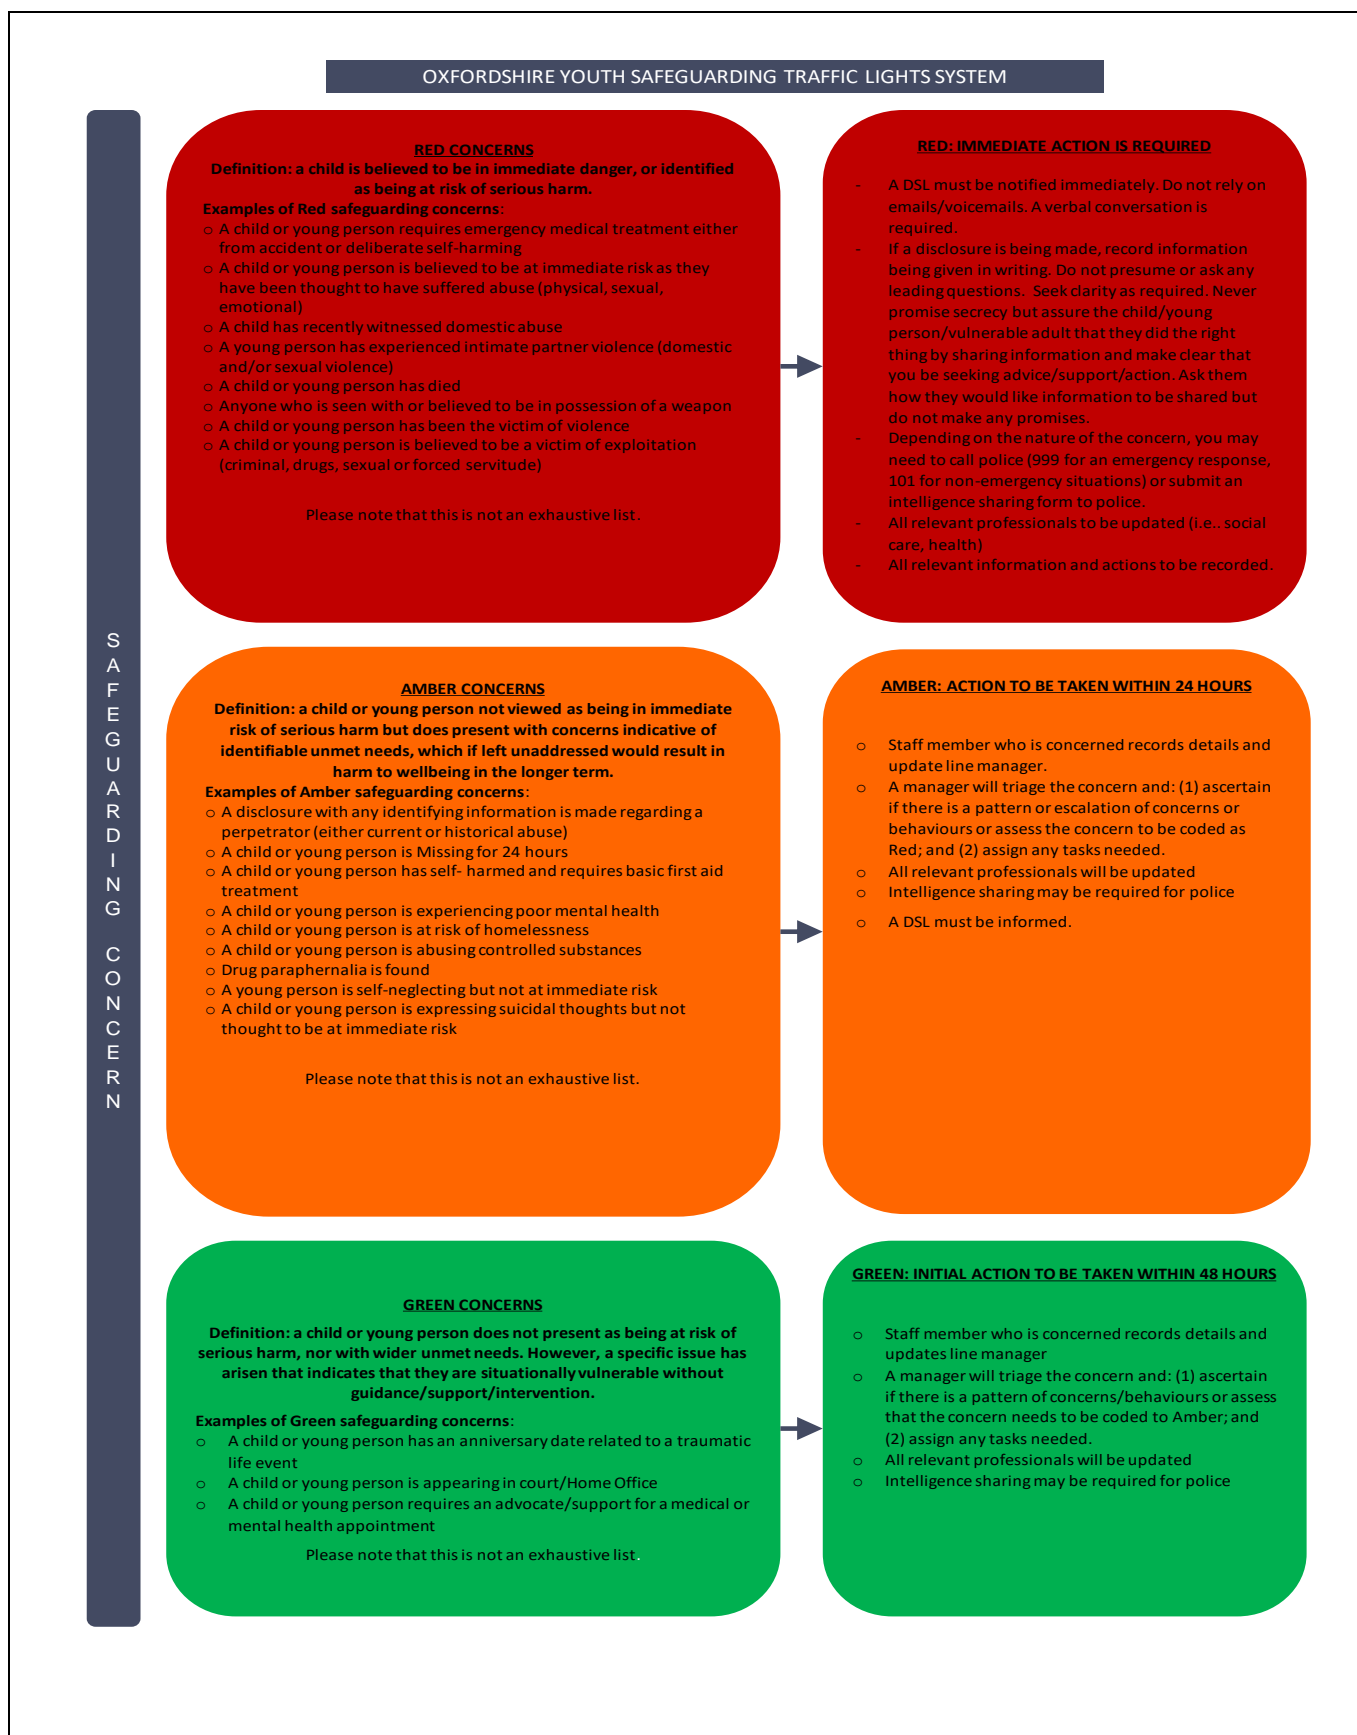 OXFORDSHIRE YOUTH SAFEGUARDING TRAFFIC LIGHTS SYSTEM
SAFEGUARDING CONCERN
RED CONCERNS
Definition: a child is believed to be in immediate danger, or identified
as being at risk of serious harm.
Examples of Red safeguarding concerns:
o A child or young person requires emergency medical treatment either
from accident or deliberate self-harming
o A child or young person is believed to be at immediate risk as they
have been thought to have suffered abuse (physical, sexual,
emotional)
o A child has recently witnessed domestic abuse
o A young person has experienced intimate partner violence (domestic
and/or sexual violence)
o A child or young person has died
o Anyone who is seen with or believed to be in possession of a weapon
o A child or young person has been the victim of violence
o A child or young person is believed to be a victim of exploitation
(criminal, drugs, sexual or forced servitude)
Please note that this is not an exhaustive list.
RED: IMMEDIATE ACTION IS REQUIRED
- A DSL must be notified immediately. Do not rely on
emails/voicemails. A verbal conversation is
required.
- If a disclosure is being made, record information
being given in writing. Do not presume or ask any
leading questions. Seek clarity as required. Never
promise secrecy but assure the child/young
person/vulnerable adult that they did the right
thing by sharing information and make clear that
you be seeking advice/support/action. Ask them
how they would like information to be shared but
do not make any promises.
- Depending on the nature of the concern, you may
need to call police (999 for an emergency response,
101 for non-emergency situations) or submit an
intelligence sharing form to police.
- All relevant professionals to be updated (i.e.. social
care, health)
- All relevant information and actions to be recorded.
AMBER CONCERNS
Definition: a child or young person not viewed as being in immediate
risk of serious harm but does present with concerns indicative of
identifiable unmet needs, which if left unaddressed would result in
harm to wellbeing in the longer term.
Examples of Amber safeguarding concerns:
o A disclosure with any identifying information is made regarding a
perpetrator (either current or historical abuse)
o A child or young person is Missing for 24 hours
o A child or young person has self- harmed and requires basic first aid
treatment
o A child or young person is experiencing poor mental health
o A child or young person is at risk of homelessness
o A child or young person is abusing controlled substances
o Drug paraphernalia is found
o A young person is self-neglecting but not at immediate risk
o A child or young person is expressing suicidal thoughts but not
thought to be at immediate risk
Please note that this is not an exhaustive list.
AMBER: ACTION TO BE TAKEN WITHIN 24 HOURS
o Staff member who is concerned records details and
update line manager.
o A manager will triage the concern and: (1) ascertain
if there is a pattern or escalation of concerns or
behaviours or assess the concern to be coded as
Red; and (2) assign any tasks needed.
o All relevant professionals will be updated
o Intelligence sharing may be required for police
o A DSL must be informed.
GREEN CONCERNS
Definition: a child or young person does not present as being at risk of
serious harm, nor with wider unmet needs. However, a specific issue has
arisen that indicates that they are situationally vulnerable without
guidance/support/intervention.
Examples of Green safeguarding concerns:
o A child or young person has an anniversary date related to a traumatic
life event
o A child or young person is appearing in court/Home Office
o A child or young person requires an advocate/support for a medical or
mental health appointment
Please note that this is not an exhaustive list.
GREEN: INITIAL ACTION TO BE TAKEN WITHIN 48 HOURS
o Staff member who is concerned records details and
updates line manager
o A manager will triage the concern and: (1) ascertain
if there is a pattern of concerns/behaviours or assess
that the concern needs to be coded to Amber; and
(2) assign any tasks needed.
o All relevant professionals will be updated
o Intelligence sharing may be required for police